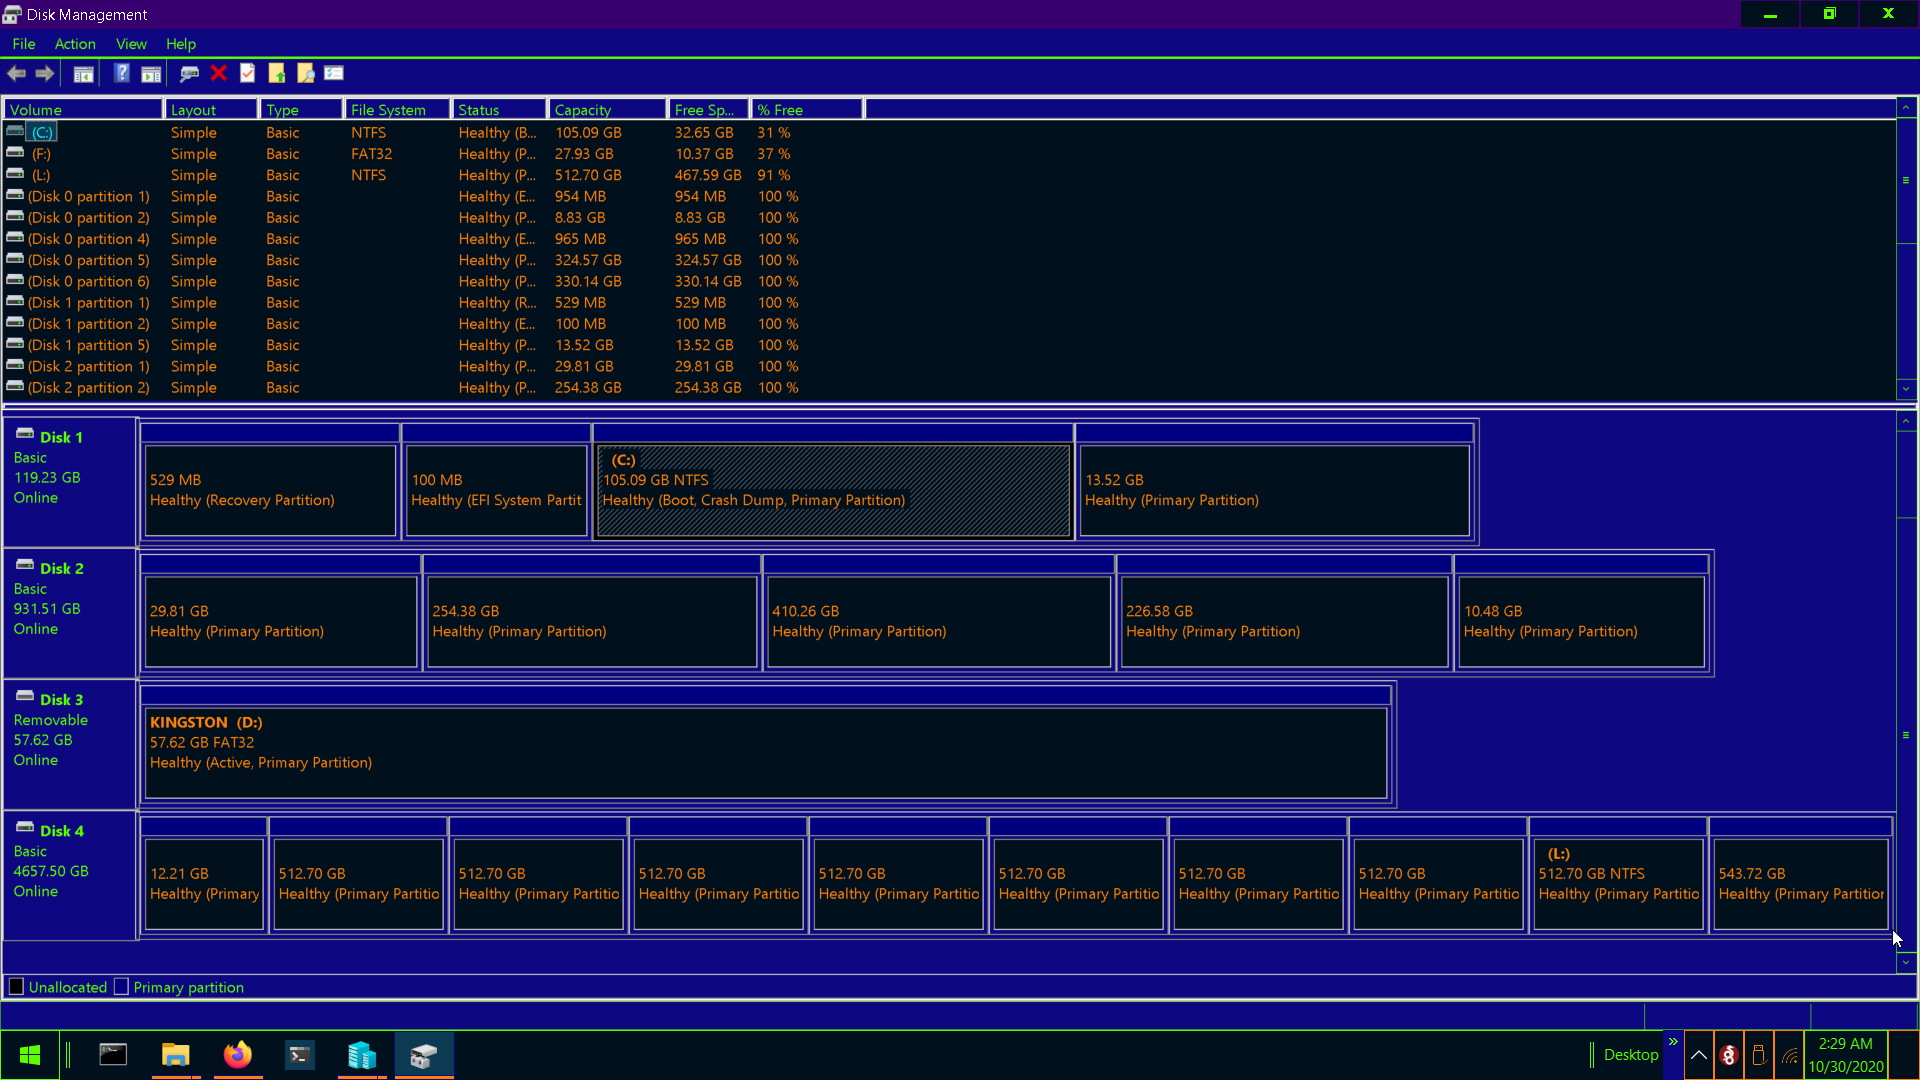 Disk Management
File Action View Help
Volume Layout Type File System Status Capacity Free Sp... % Free
(C:) Simple Basic NTFS Healthy (B... 105.09 GB 32.65 GB 31 %
(F:) Simple Basic FAT32 Healthy (P... 27.93 GB 10.37 GB 37 %
(L:) Simple Basic NTFS Healthy (P... 512.70 GB 467.59 GB 91 %
(Disk 0 partition 1) Simple Basic Healthy (E... 954 MB 954 MB 100 %
(Disk 0 partition 2) Simple Basic Healthy (P... 8.83 GB 8.83 GB 100 %
(Disk 0 partition 4) Simple Basic Healthy (E... 965 MB 965 MB 100 %
(Disk 0 partition 5) Simple Basic Healthy (P... 324.57 GB 324.57 GB 100 %
(Disk 0 partition 6) Simple Basic Healthy (P... 330.14 GB 330.14 GB 100 %
(Disk 1 partition 1) Simple Basic Healthy (R... 529 MB 529 MB 100 %
(Disk 1 partition 2) Simple Basic Healthy (E... 100 MB 100 MB 100 %
(Disk 1 partition 5) Simple Basic Healthy (P... 13.52 GB 13.52 GB 100 %
(Disk 2 partition 1) Simple Basic Healthy (P... 29.81 GB 29.81 GB 100 %
(Disk 2 partition 2) Simple Basic Healthy (P... 254.38 GB 254.38 GB 100 %
Disk 1
Basic
119.23 GB
Online
529 MB
Healthy (Recovery Partition)
100 MB
Healthy (EFI System Partit
(C:)
105.09 GB NTFS
Healthy (Boot, Crash Dump, Primary Partition)
13.52 GB
Healthy (Primary Partition)
Disk 2
Basic
931.51 GB
Online
29.81 GB
Healthy (Primary Partition)
254.38 GB
Healthy (Primary Partition)
410.26 GB
Healthy (Primary Partition)
226.58 GB
Healthy (Primary Partition)
10.48 GB
Healthy (Primary Partition)
Disk 3
Removable
57.62 GB
Online
KINGSTON (D:)
57.62 GB FAT32
Healthy (Active, Primary Partition)
Disk 4
Basic
4657.50 GB
Online
12.21 GB
Healthy (Primary
512.70 GB
Healthy (Primary Partitio
512.70 GB
Healthy (Primary Partitio
512.70 GB
Healthy (Primary Partitio
512.70 GB
Healthy (Primary Partitio
512.70 GB
Healthy (Primary Partitio
512.70 GB
Healthy (Primary Partitio
512.70 GB
Healthy (Primary Partitio
(L:)
512.70 GB NTFS
Healthy (Primary Partitio
543.72 GB
Healthy (Primary Partition
Unallocated Primary partition
Desktop
2:29 AM
10/30/2020